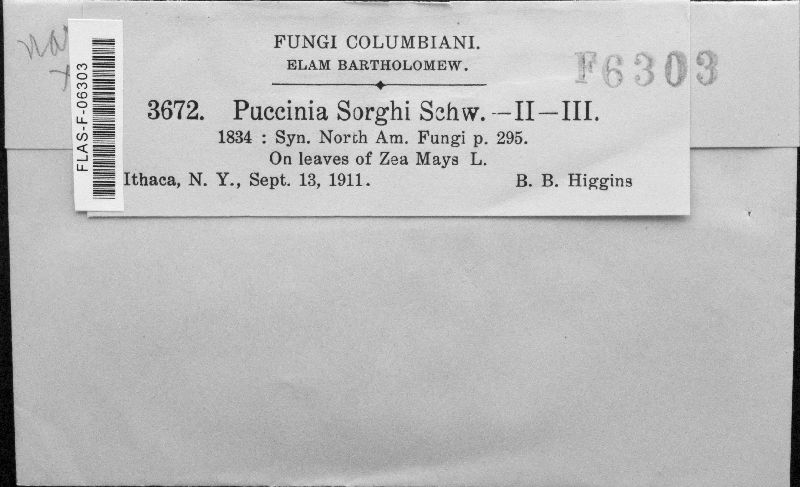 FUNGI COLUMBIANI.
ELAM BARTHOLOMEW.
F6303
FLAS-F-06303
3672. Puccinia Sorghi Schw. —II—III.
1834 : Syn. North Am. Fungi p. 295.
On leaves of Zea Mays L.
Ithaca, N. Y., Sept. 13, 1911. B. B. Higgins